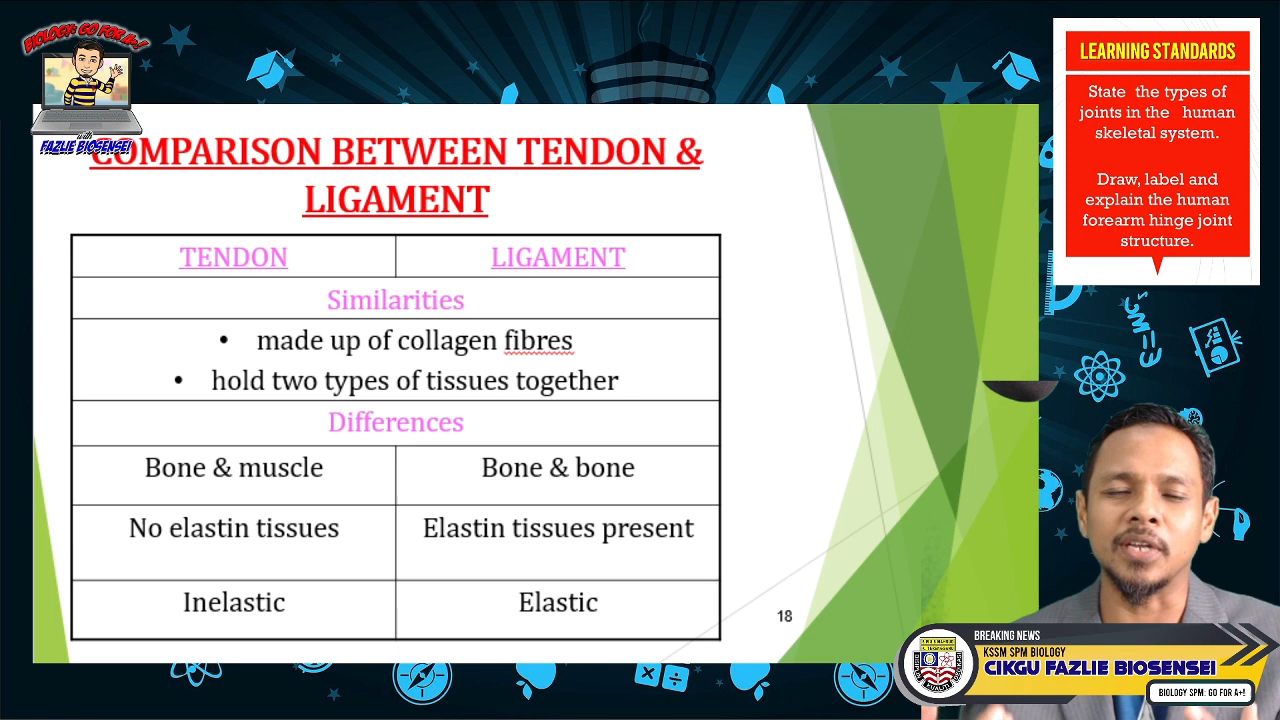 BIOLOGY: GO FOR A+!
with
FAZLIE BIOSENSEI
COMPARISON BETWEEN TENDON &
LIGAMENT
TENDON LIGAMENT
Similarities
• made up of collagen fibres
• hold two types of tissues together
Differences
Bone & muscle Bone & bone
No elastin tissues Elastin tissues present
Inelastic Elastic
18
LEARNING STANDARDS
State the types of
joints in the human
skeletal system.
Draw, label and
explain the human
forearm hinge joint
structure.
E=MC²
BREAKING NEWS
KSSM SPM BIOLOGY
CIKGU FAZLIE BIOSENSEI
BIOLOGY SPM: GO FOR A+!